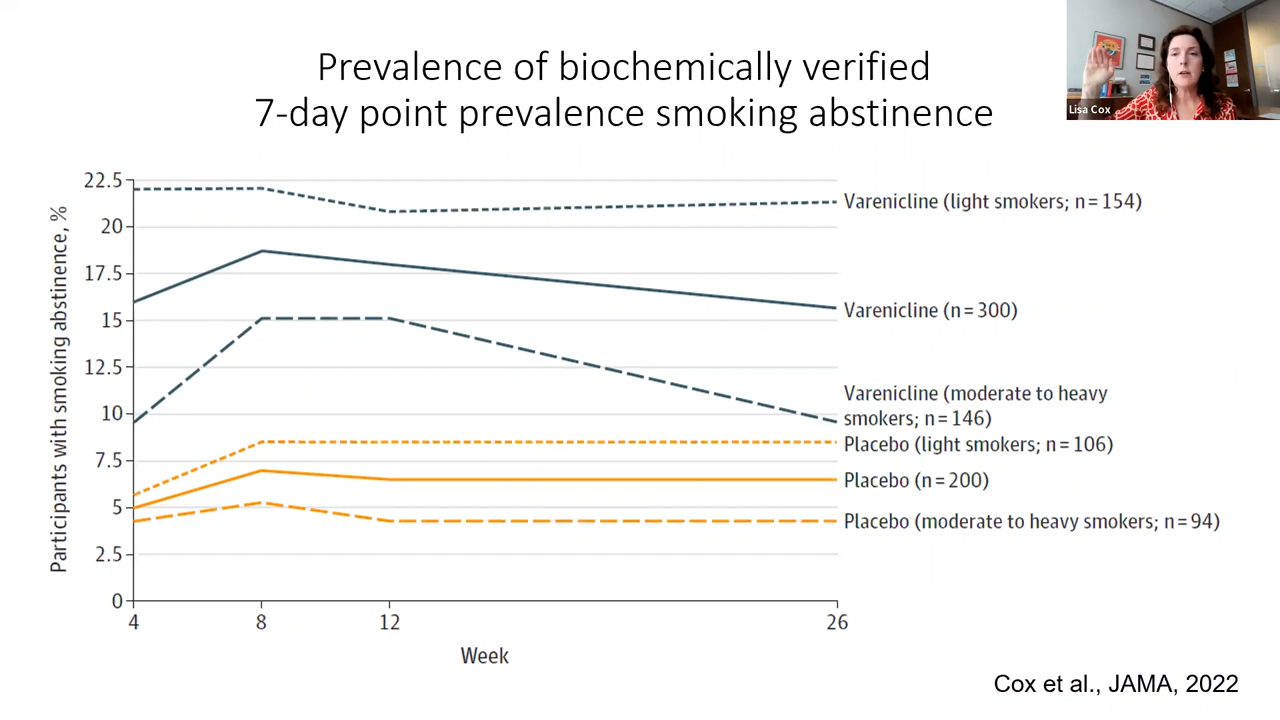 Prevalence of biochemically verified
7-day point prevalence smoking abstinence
Lisa Cox
Participants with smoking abstinence, %
22.5
20
17.5
15
12.5
10
7.5
5
2.5
0
4
8
12
26
Week
Varenicline (light smokers; n=154)
Varenicline (n=300)
Varenicline (moderate to heavy
smokers; n=146)
Placebo (light smokers; n=106)
Placebo (n=200)
Placebo (moderate to heavy smokers; n=94)
Cox et al., JAMA, 2022